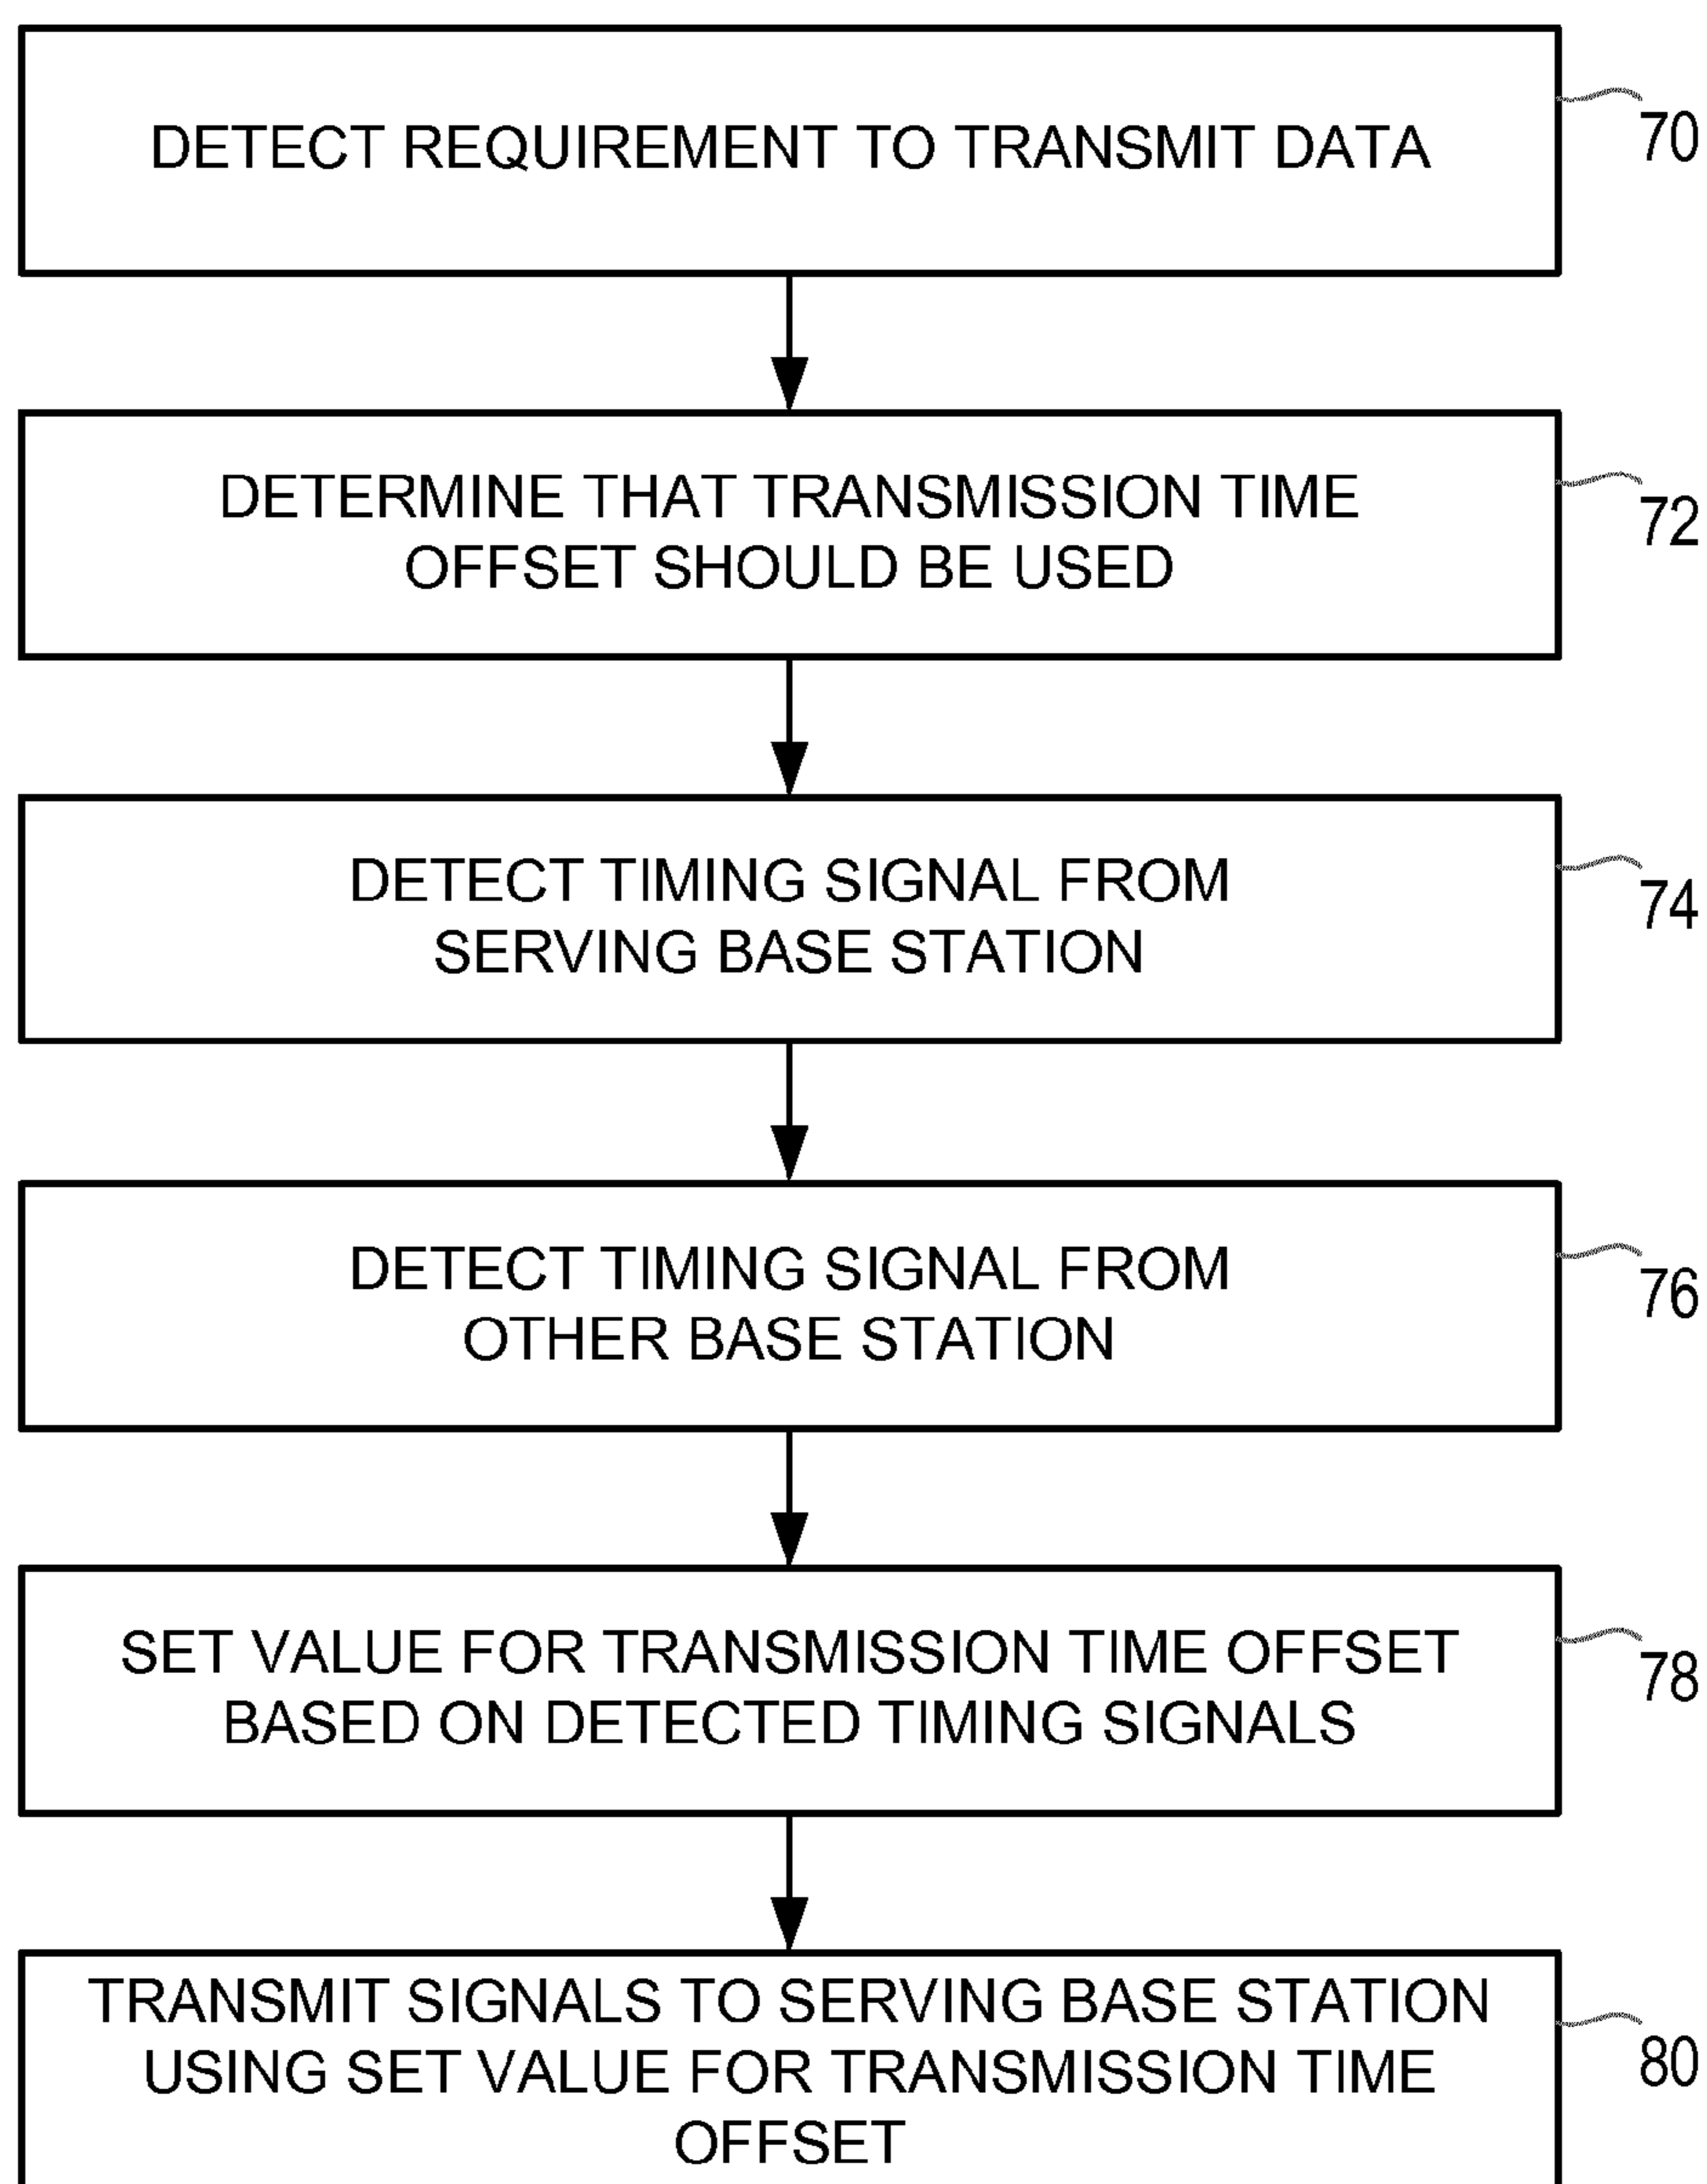 DETECT REQUIREMENT TO TRANSMIT DATA
70
DETERMINE THAT TRANSMISSION TIME
OFFSET SHOULD BE USED
72
DETECT TIMING SIGNAL FROM
SERVING BASE STATION
74
DETECT TIMING SIGNAL FROM
OTHER BASE STATION
76
SET VALUE FOR TRANSMISSION TIME OFFSET
BASED ON DETECTED TIMING SIGNALS
78
TRANSMIT SIGNALS TO SERVING BASE STATION
USING SET VALUE FOR TRANSMISSION TIME
OFFSET
80